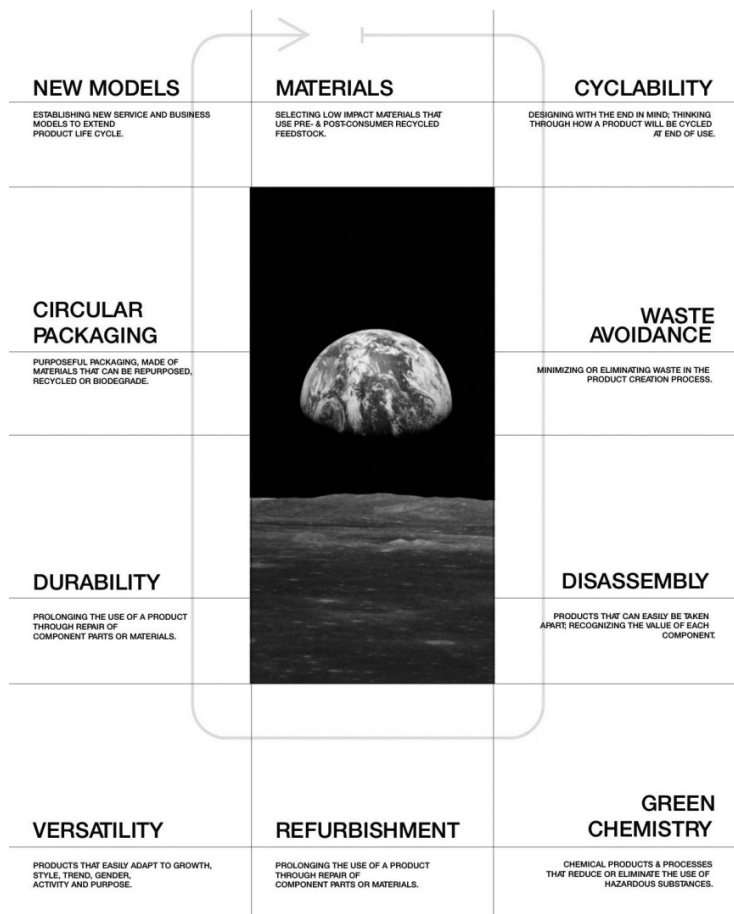 NEW MODELS
ESTABLISHING NEW SERVICE AND BUSINESS
MODELS TO EXTEND
PRODUCT LIFE CYCLE.
MATERIALS
SELECTING LOW IMPACT MATERIALS THAT
USE PRE- & POST-CONSUMER RECYCLED
FEEDSTOCK.
CYCLABILITY
DESIGNING WITH THE END IN MIND; THINKING
THROUGH HOW A PRODUCT WILL BE CYCLED
AT END OF USE.
CIRCULAR
PACKAGING
PURPOSEFUL PACKAGING, MADE OF
MATERIALS THAT CAN BE REPURPOSED,
RECYCLED OR BIODEGRADE.
WASTE
AVOIDANCE
MINIMIZING OR ELIMINATING WASTE IN THE
PRODUCT CREATION PROCESS.
DURABILITY
PROLONGING THE USE OF A PRODUCT
THROUGH REPAIR OF
COMPONENT PARTS OR MATERIALS.
DISASSEMBLY
PRODUCTS THAT CAN EASILY BE TAKEN
APART; RECOGNIZING THE VALUE OF EACH
COMPONENT.
VERSATILITY
PRODUCTS THAT EASILY ADAPT TO GROWTH,
STYLE, TREND, GENDER,
ACTIVITY AND PURPOSE.
REFURBISHMENT
PROLONGING THE USE OF A PRODUCT
THROUGH REPAIR OF
COMPONENT PARTS OR MATERIALS.
GREEN
CHEMISTRY
CHEMICAL PRODUCTS & PROCESSES
THAT REDUCE OR ELIMINATE THE USE OF
HAZARDOUS SUBSTANCES.